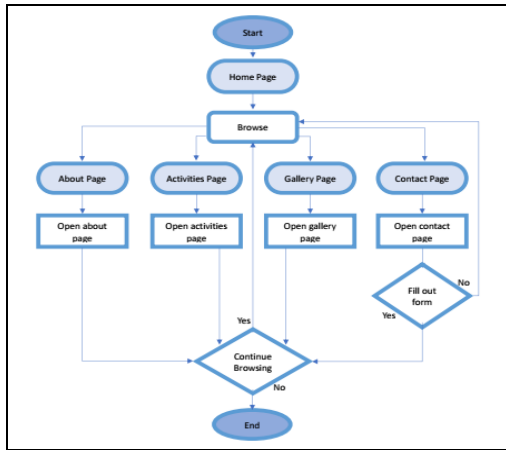 Start
Home Page
Browse
About Page
Activities Page
Gallery Page
Contact Page
Open about
page
Open activities
page
Open gallery
page
Open contact
page
Fill out
form
No
Yes
Yes
Continue
Browsing
No
End